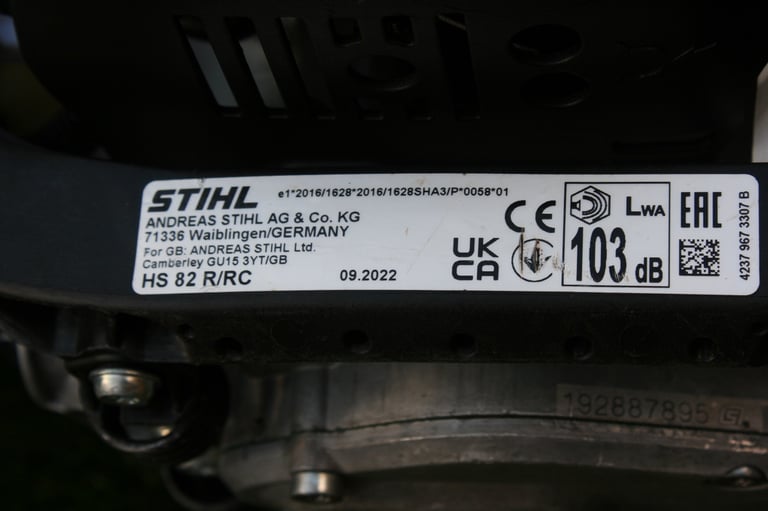 STIHL
e1*2016/1628*2016/1628SHA3/P*0058*01
ANDREAS STIHL AG & Co. KG
71336 Waiblingen/GERMANY
For GB: ANDREAS STIHL Ltd.
Camberley GU15 3YT/GB
HS 82 R/RC
09.2022
CE
UK
CA
LWA
103 dB
EAC
4237 967 3307 B
192887895 G.